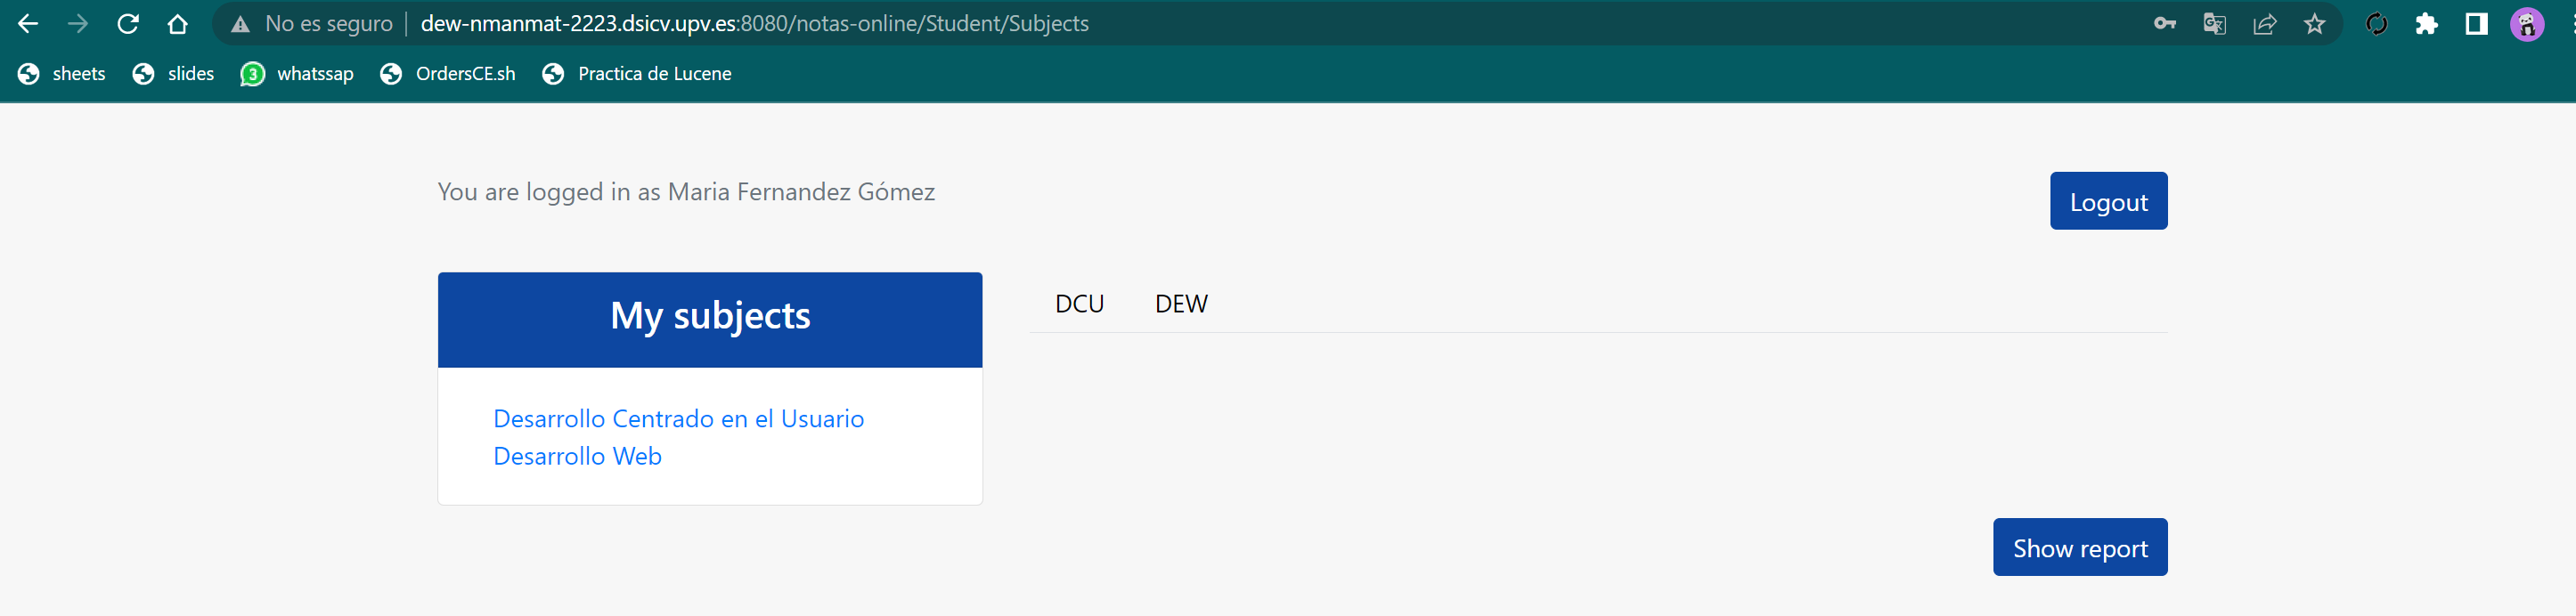 No es seguro | dew-nmanmat-2223.dsicv.upv.es:8080/notas-online/Student/Subjects
sheets slides 3 whatssap OrdersCE.sh Practica de Lucene
You are logged in as Maria Fernandez Gómez
Logout
My subjects
DCU DEW
Desarrollo Centrado en el Usuario
Desarrollo Web
Show report